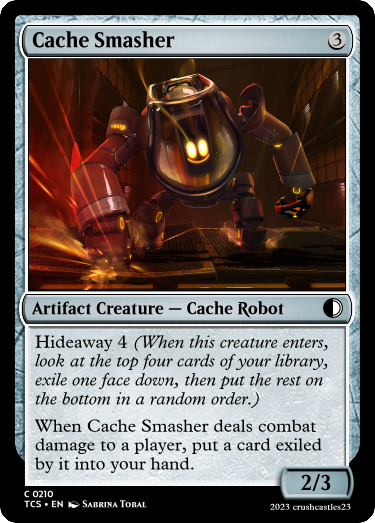 Cache Smasher 3
Artifact Creature — Cache Robot
Hideaway 4 (When this creature enters,
look at the top four cards of your library,
exile one face down, then put the rest on
the bottom in a random order.)
When Cache Smasher deals combat
damage to a player, put a card exiled
by it into your hand.
2/3
C 0210
TCS • EN Sabrina Tobal
2023 crushcastles23